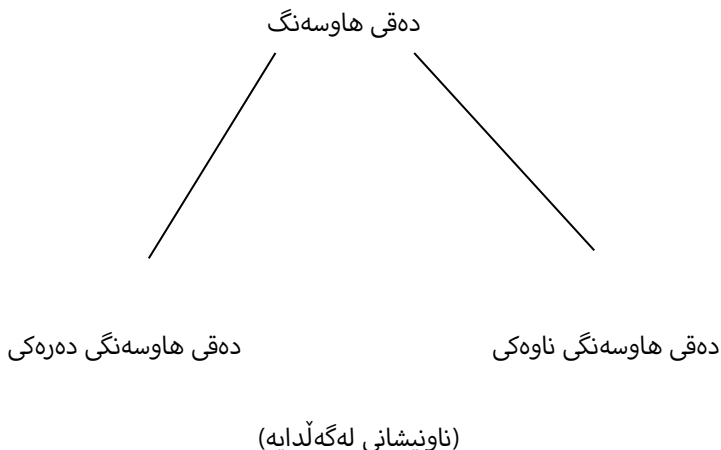 دەقی هاوسەنگ
دەقی هاوسەنگی ناوەکی
دەقی هاوسەنگی دەرەکی
(ناونیشانی لەگەڵدایە)